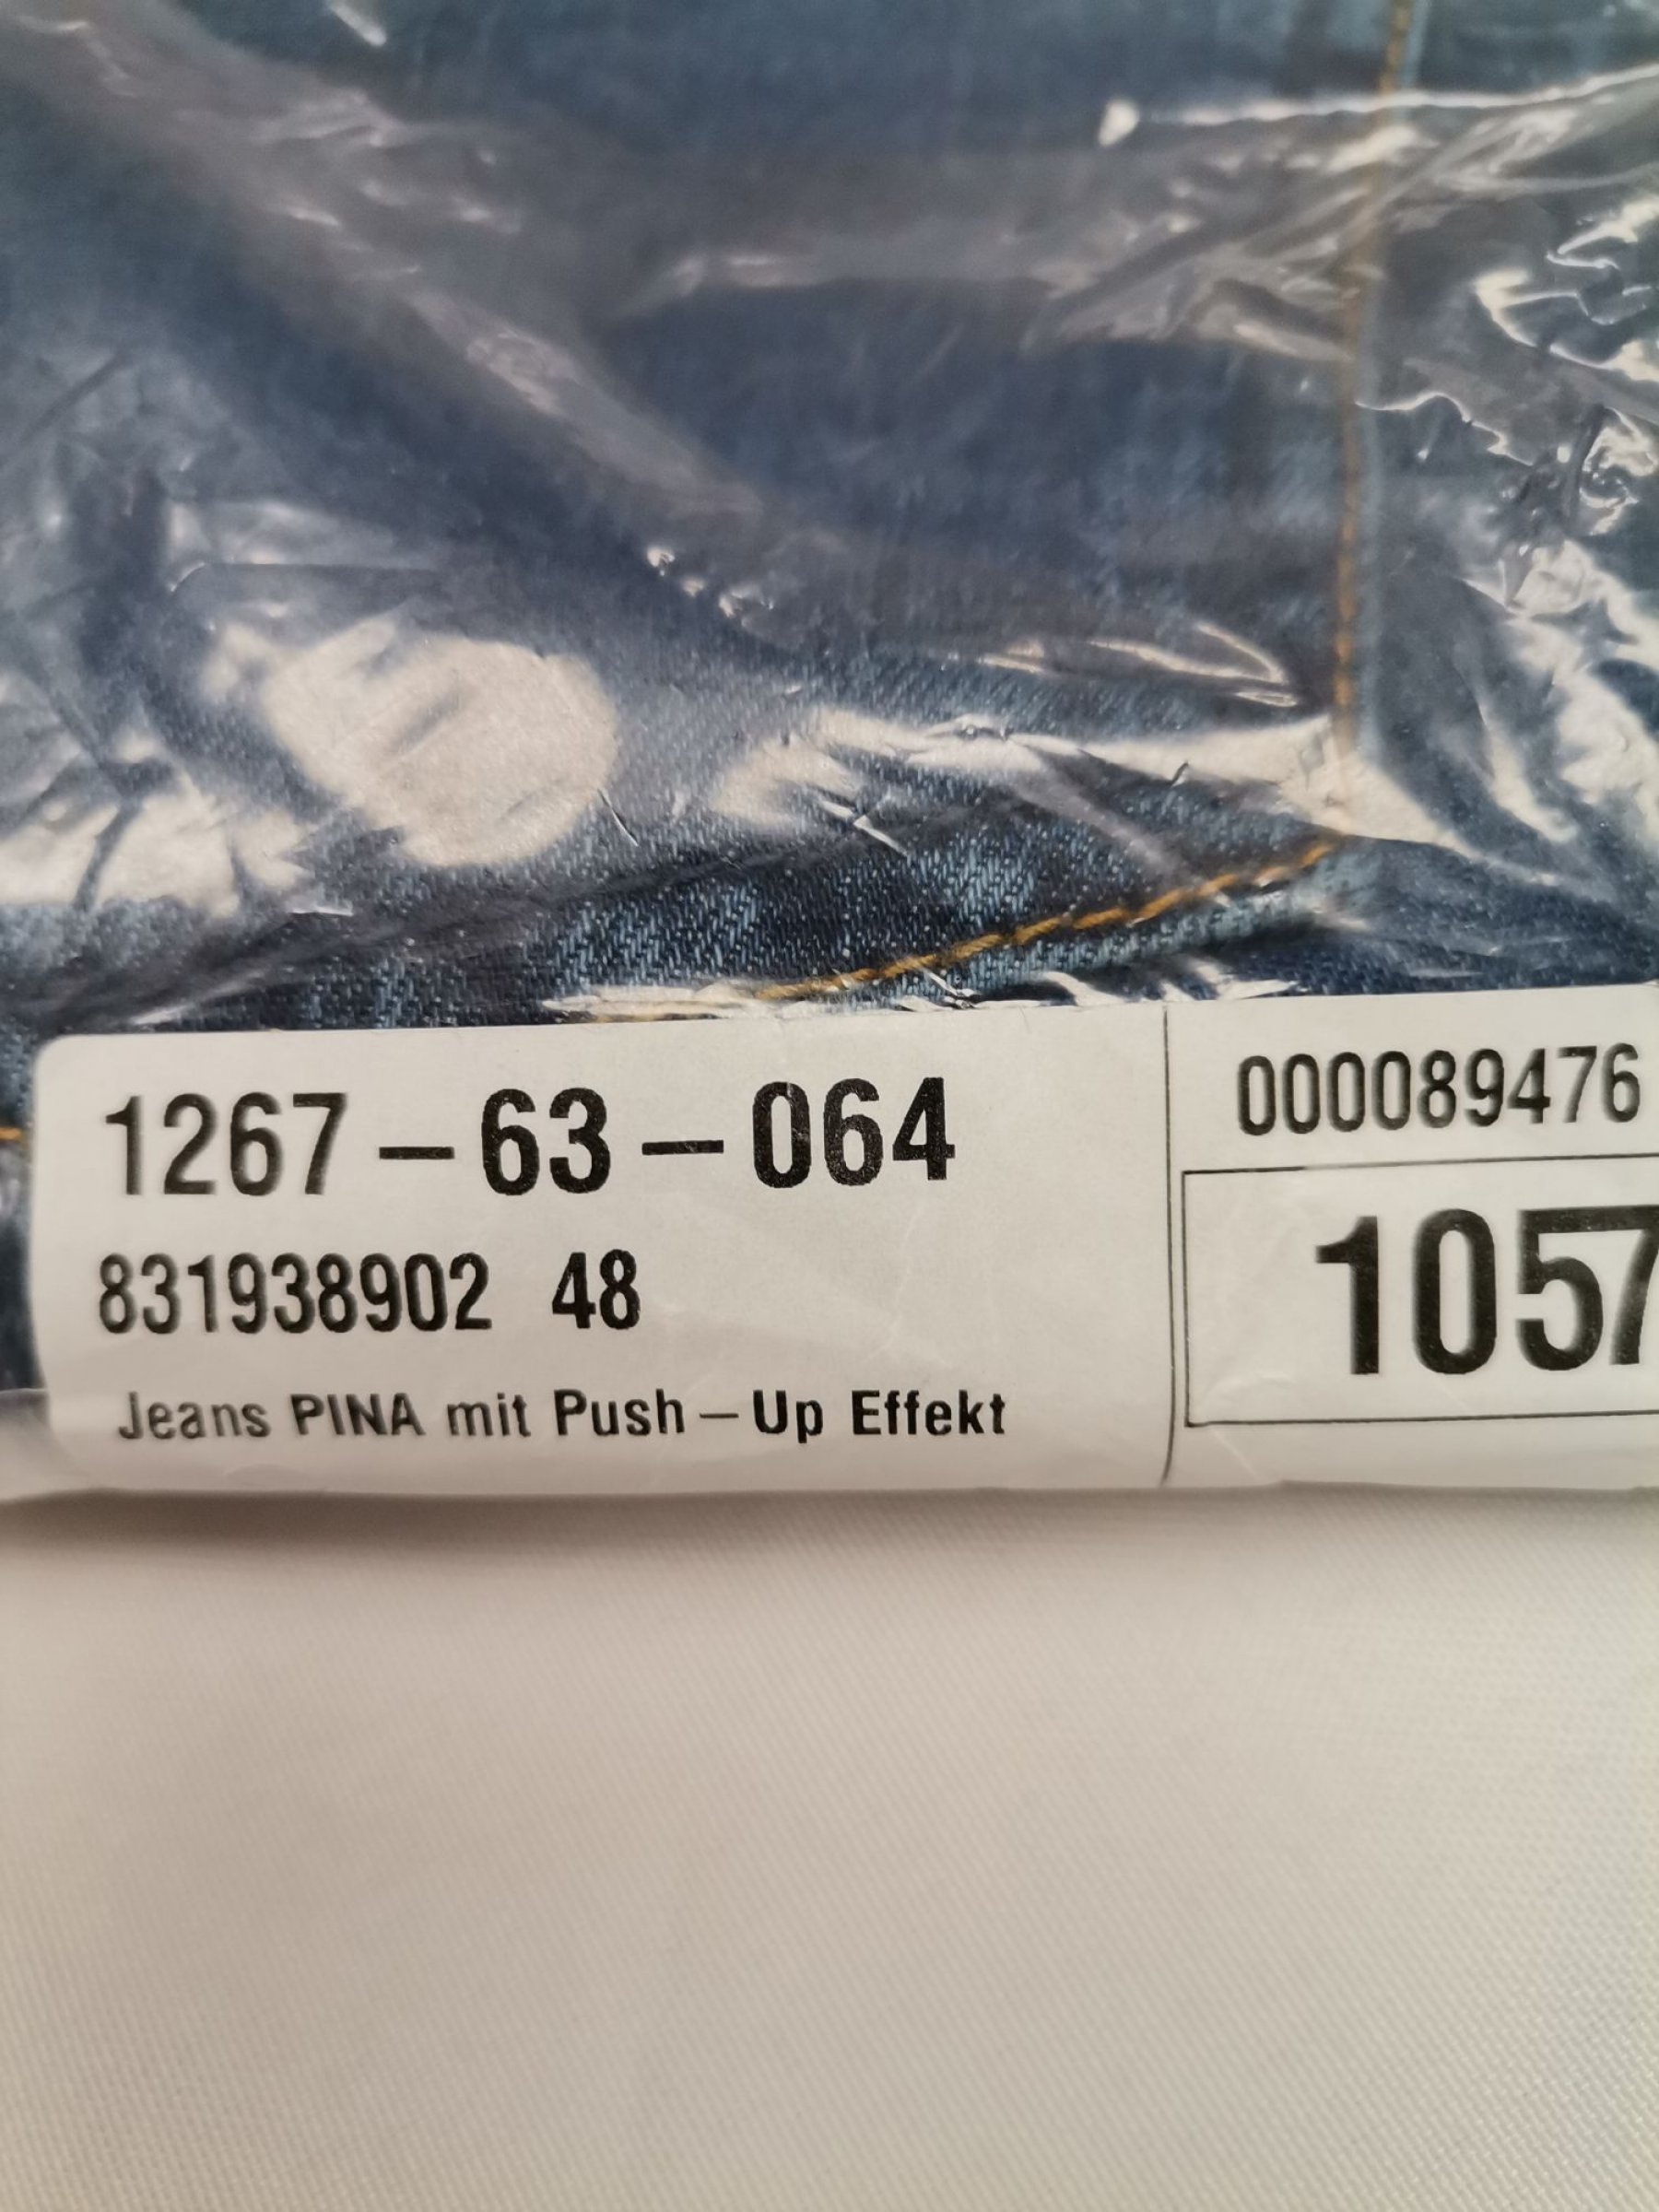 1267-63-064
831938902 48
Jeans PINA mit Push-Up Effekt
000089476
1057